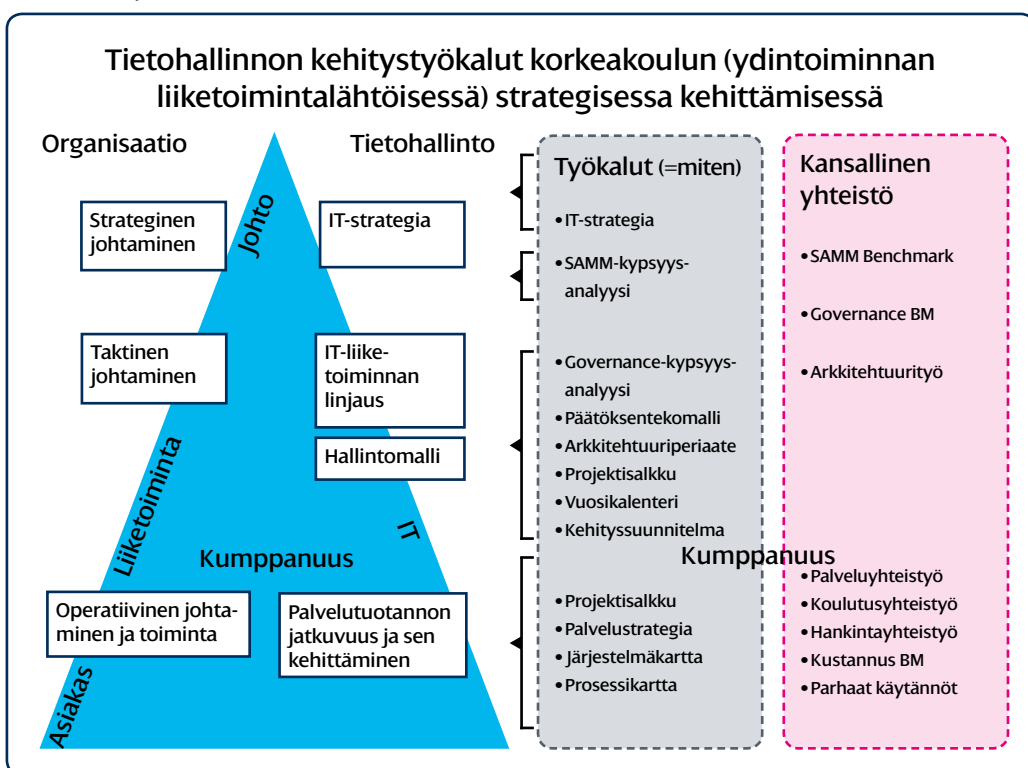 Tietohallinnon kehitystyökalut korkeakoulun (ydintoiminnan
liiketoimintalähtöisessä) strategisessa kehittämisessä
Organisaatio
Tietohallinto
Johto
Liiketoiminta
Asiakas
IT
Kumppanuus
Strateginen
johtaminen
IT-strategia
Taktinen
johtaminen
IT-liike-
toiminnan
linjaus
Hallintomalli
Operatiivinen johta-
minen ja toiminta
Palvelutuotannon
jatkuvuus ja sen
kehittäminen
Työkalut (=miten)
• IT-strategia
• SAMM-kypsyys-
analyysi
• Governance-kypsyys-
analyysi
• Päätöksentekomalli
• Arkkitehtuuriperiaate
• Projektisalkku
• Vuosikalenteri
• Kehityssuunnitelma
Kumppanuus
• Projektisalkku
• Palvelustrategia
• Järjestelmäkartta
• Prosessikartta
Kansallinen
yhteistö
• SAMM Benchmark
• Governance BM
• Arkkitehtuurityö
• Palveluyhteistyö
• Koulutusyhteistyö
• Hankintayhteistyö
• Kustannus BM
• Parhaat käytännöt